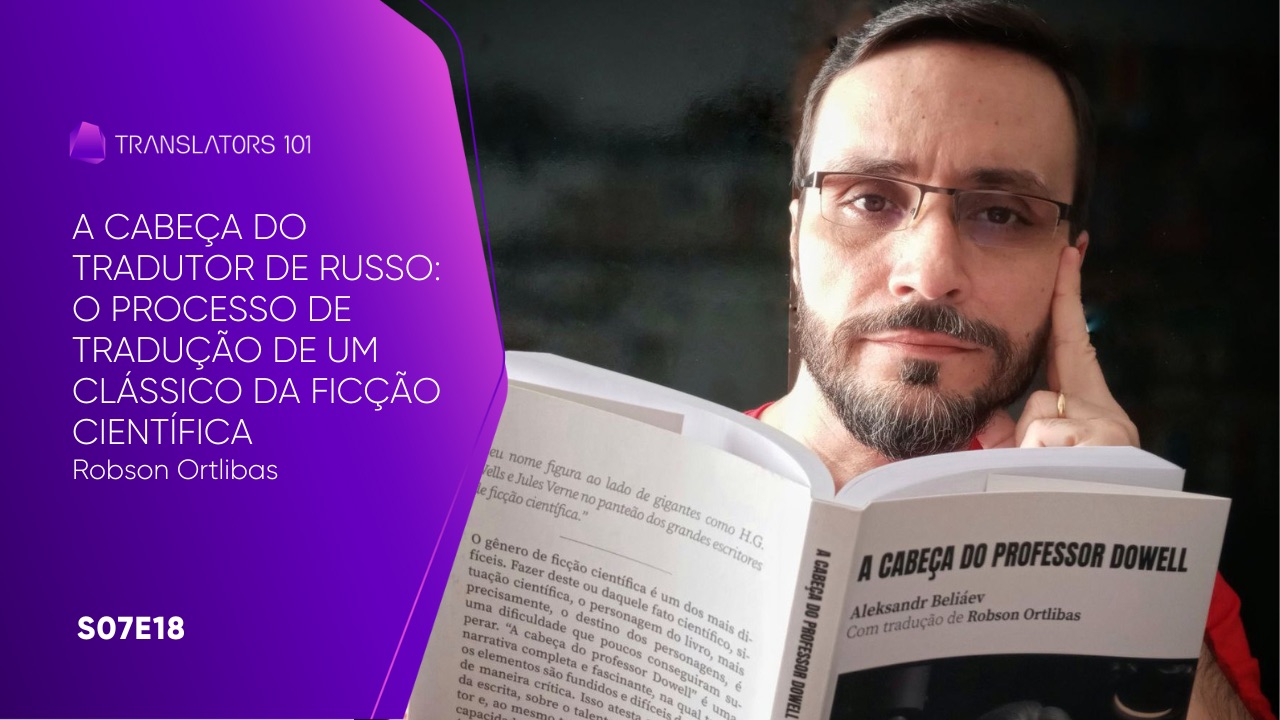 TRANSLATORS 101
A CABEÇA DO
TRADUTOR DE RUSSO:
O PROCESSO DE
TRADUÇÃO DE UM
CLÁSSICO DA FICÇÃO
CIENTÍFICA
Robson Ortlibas
S07E18
eu nome figura ao lado de gigantes como H.G.
Wells e Jules Verne no panteão dos grandes escritores
de ficção científica."
O gênero de ficção científica é um dos mais di-
fíceis. Fazer deste ou daquele fato científico, si-
tuação científica, o personagem do livro, mais
precisamente, o destino dos personagens, é
uma dificuldade que poucos conseguiram su-
perar. "A cabeça do professor Dowell" é uma
narrativa completa e fascinante, na qual t
os elementos são fundidos e difíceis d
de maneira crítica. Isso atesta
da escrita, sobre o talen
tor e, ao mesmo
capacid
A CABEÇA DO PROFESSOR DOWELL
A CABEÇA DO PROFESSOR DOWELL
Aleksandr Beliáev
Com tradução de Robson Ortlibas